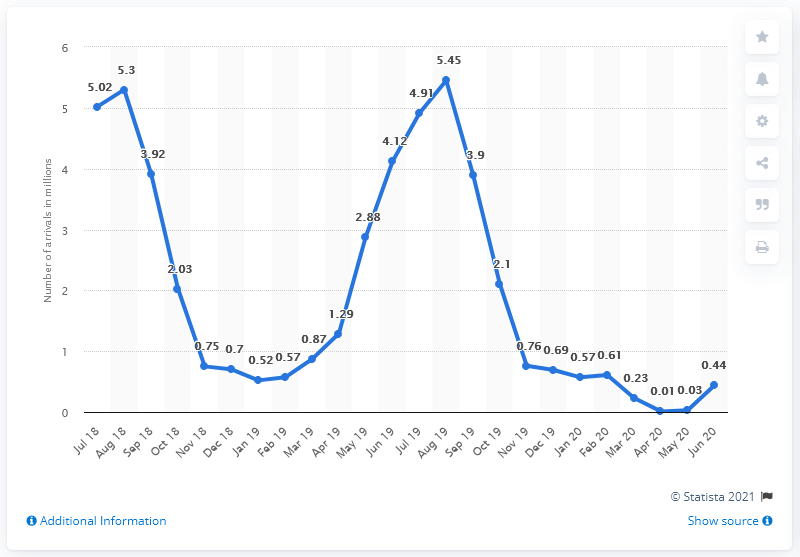 6
5
4
3
2
1
0
Number of arrivals in millions
5.02
5.3
3.92
2.03
0.75
0.7
0.52
0.57
0.87
1.29
2.88
4.12
4.91
5.45
3.9
2.1
0.76
0.69
0.57
0.61
0.23
0.01
0.03
0.44
Jul 18
Aug 18
Sep 18
Oct 18
Nov 18
Dec 18
Jan 19
Feb 19
Mar 19
Apr 19
May 19
Jun 19
Jul 19
Aug 19
Sep 19
Oct 19
Nov 19
Dec 19
Jan 20
Feb 20
Mar 20
Apr 20
May 20
Jun 20
© Statista 2021
Additional Information
Show source